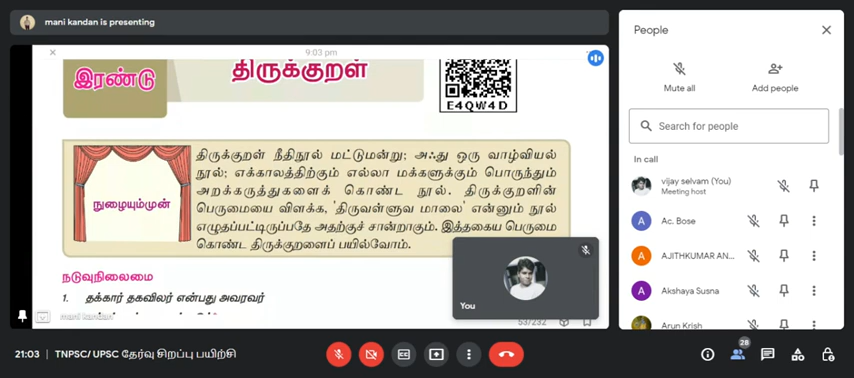 mani kandan is presenting
9:03 pm
இரண்டு
திருக்குறள்
E4QW4D
நுழையும்முன்
திருக்குறள் நீதிநூல் மட்டுமன்று; அஃது ஒரு வாழ்வியல்
நூல்; எக்காலத்திற்கும் எல்லா மக்களுக்கும் பொருந்தும்
அறக்கருத்துகளைக் கொண்ட நூல். திருக்குறளின்
பெருமையை விளக்க, 'திருவள்ளுவ மாலை' என்னும் நூல்
எழுதப்பட்டிருப்பதே அதற்குச் சான்றாகும். இத்தகைய பெருமை
கொண்ட திருக்குறளைப் பயில்வோம்.
நடுவுநிலைமை
1. தக்கார் தகவிலர் என்பது அவரவர்
mani kandan
53/232
You
People
Mute all
Add people
Search for people
In call
vijay selvam (You)
Meeting host
A
Ac. Bose
A
AJITHKUMAR AN...
A
Akshaya Susna
Arun Krish
21:03 | TNPSC/ UPSC தேர்வு சிறப்பு பயிற்சி
28